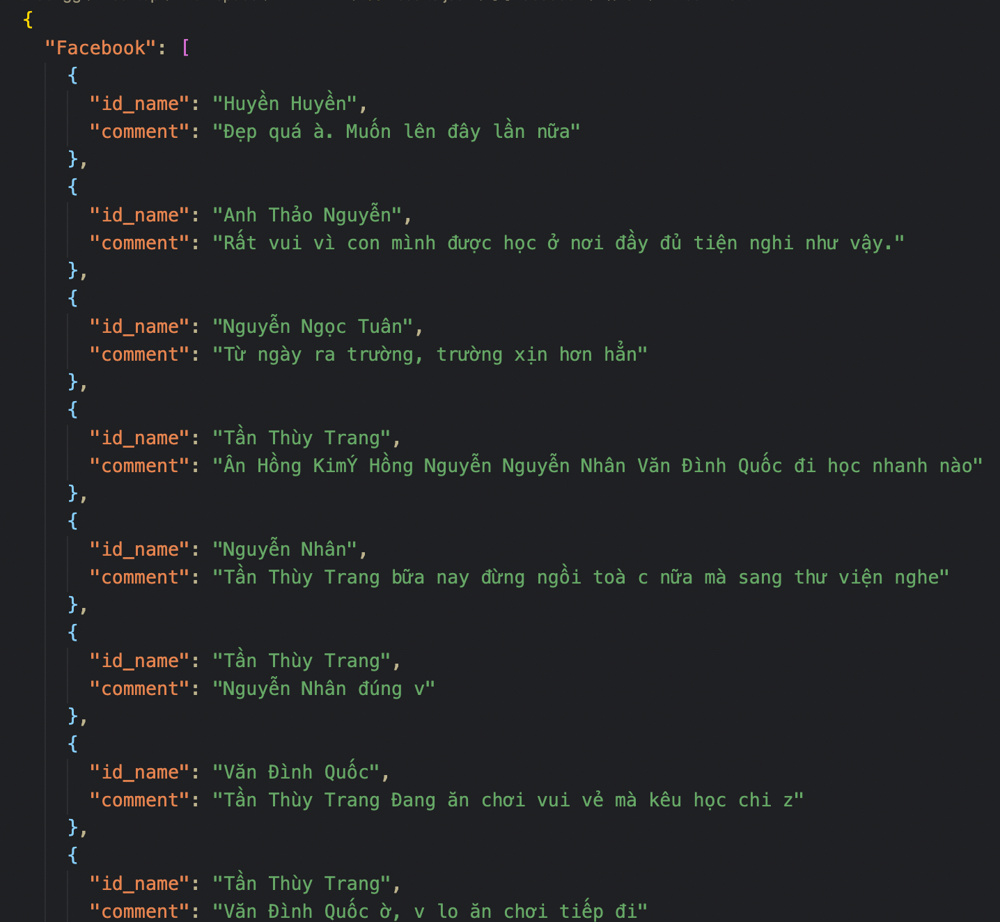 {
"Facebook": [
{
"id_name": "Huyền Huyền",
"comment": "Đẹp quá à. Muốn lên đây lần nữa"
},
{
"id_name": "Anh Thảo Nguyễn",
"comment": "Rất vui vì con mình được học ở nơi đầy đủ tiện nghi như vậy."
},
{
"id_name": "Nguyễn Ngọc Tuân",
"comment": "Từ ngày ra trường, trường xịn hơn hẳn"
},
{
"id_name": "Tần Thùy Trang",
"comment": "Ân Hồng KimÝ Hồng Nguyễn Nguyễn Nhân Văn Đình Quốc đi học nhanh nào"
},
{
"id_name": "Nguyễn Nhân",
"comment": "Tần Thùy Trang bữa nay đừng ngồi toà c nữa mà sang thư viện nghe"
},
{
"id_name": "Tần Thùy Trang",
"comment": "Nguyễn Nhân đúng v"
},
{
"id_name": "Văn Đình Quốc",
"comment": "Tần Thùy Trang Đang ăn chơi vui vẻ mà kêu học chi z"
},
{
"id_name": "Tần Thùy Trang",
"comment": "Văn Đình Quốc ờ, v lo ăn chơi tiếp đi"